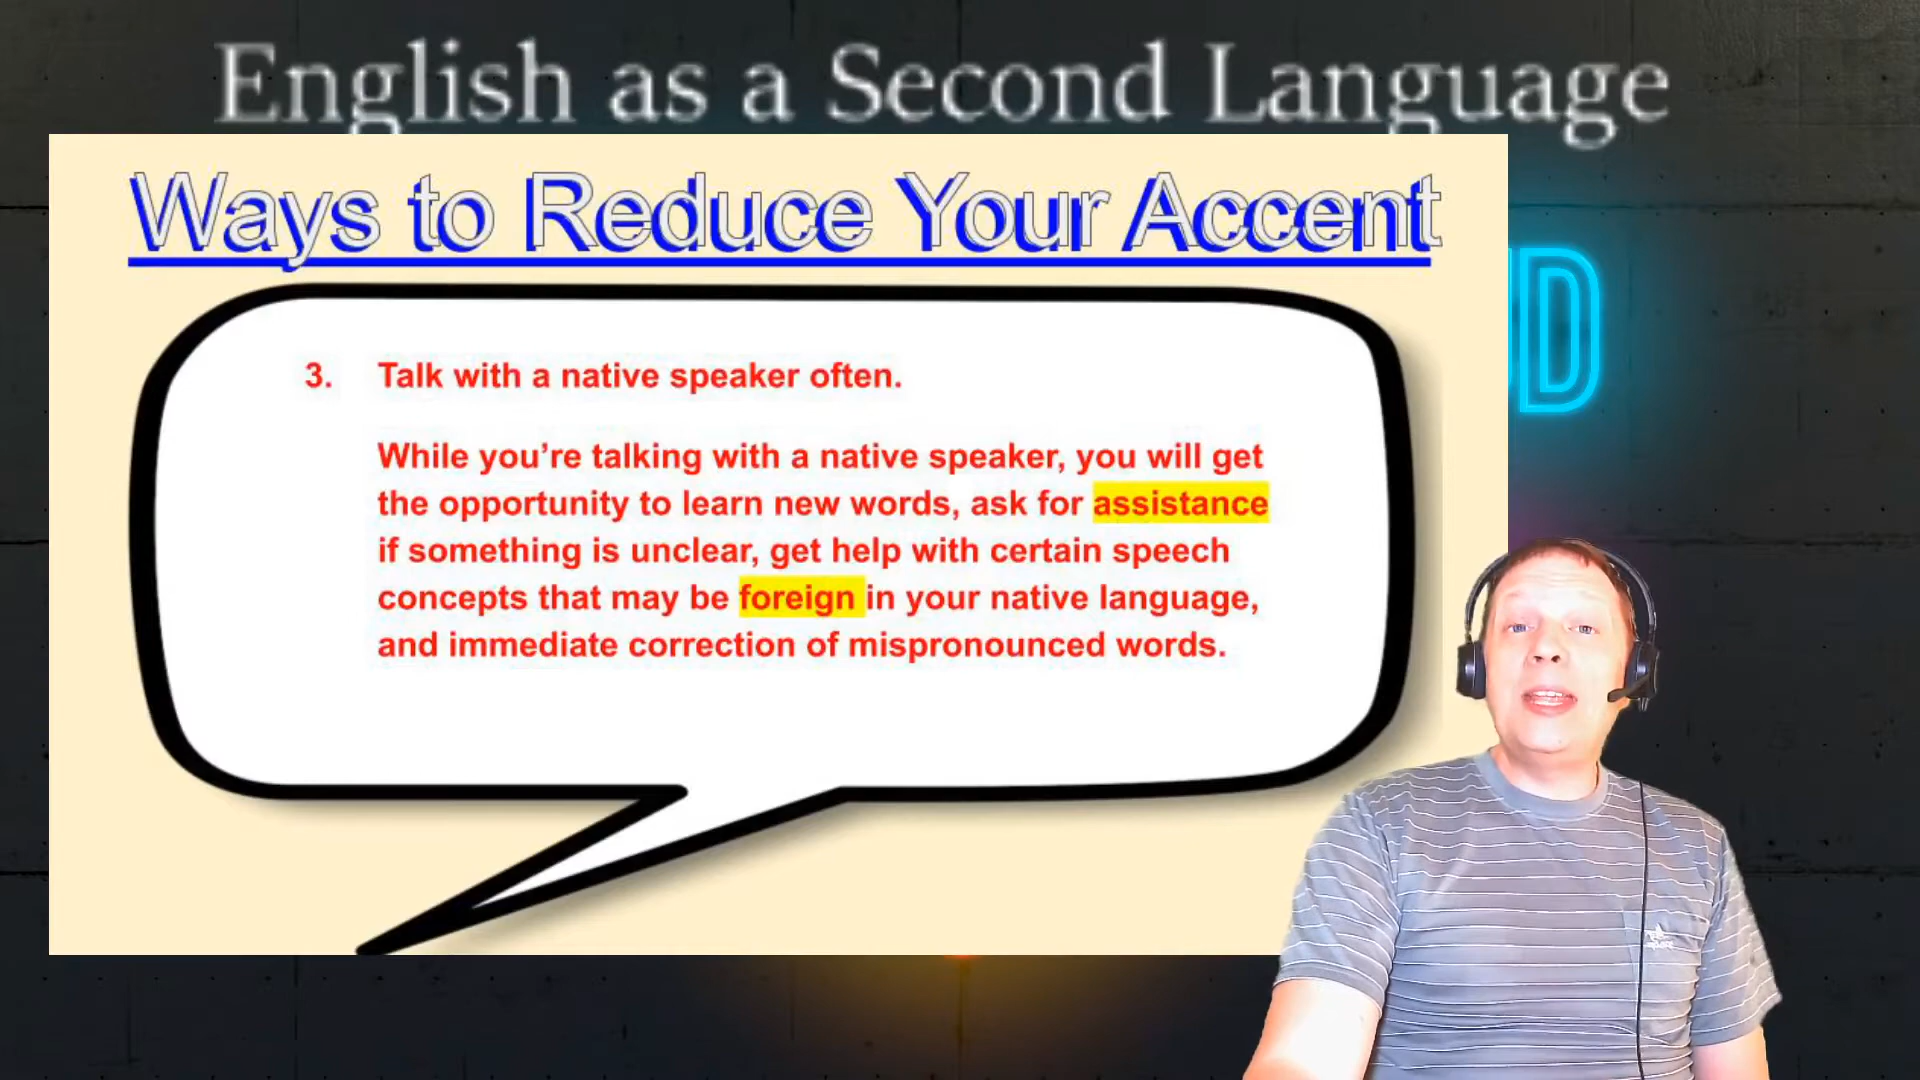 English as a Second Language
Ways to Reduce Your Accent
3. Talk with a native speaker often.
While you’re talking with a native speaker, you will get
the opportunity to learn new words, ask for assistance
if something is unclear, get help with certain speech
concepts that may be foreign in your native language,
and immediate correction of mispronounced words.